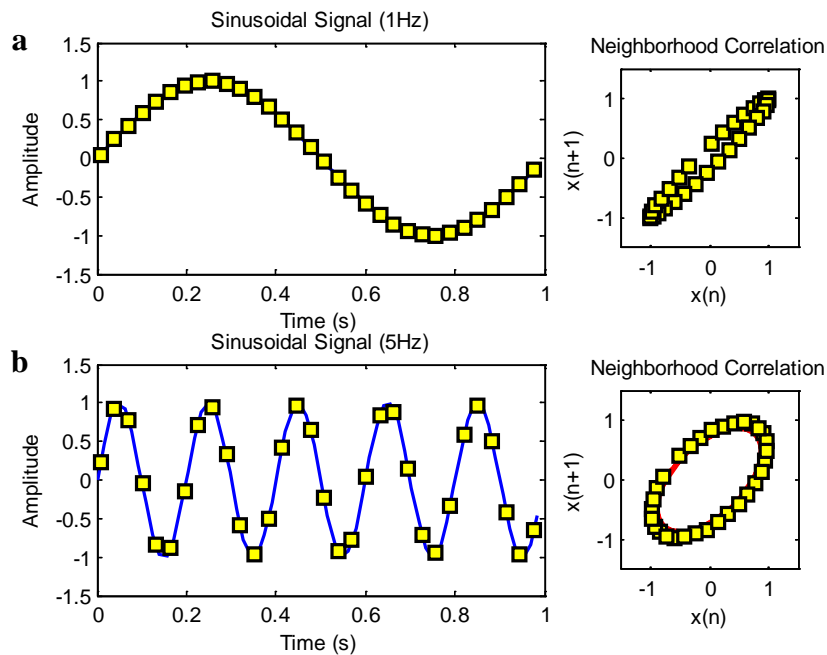 a
Sinusoidal Signal (1Hz)
1.5
1
0.5
0
-0.5
-1
-1.5
Amplitude
0 0.2 0.4 0.6 0.8 1
Time (s)
Neighborhood Correlation
1
0
-1
x(n+1)
-1 0 1
x(n)
b
Sinusoidal Signal (5Hz)
1.5
1
0.5
0
-0.5
-1
-1.5
Amplitude
0 0.2 0.4 0.6 0.8 1
Time (s)
Neighborhood Correlation
1
0
-1
x(n+1)
-1 0 1
x(n)